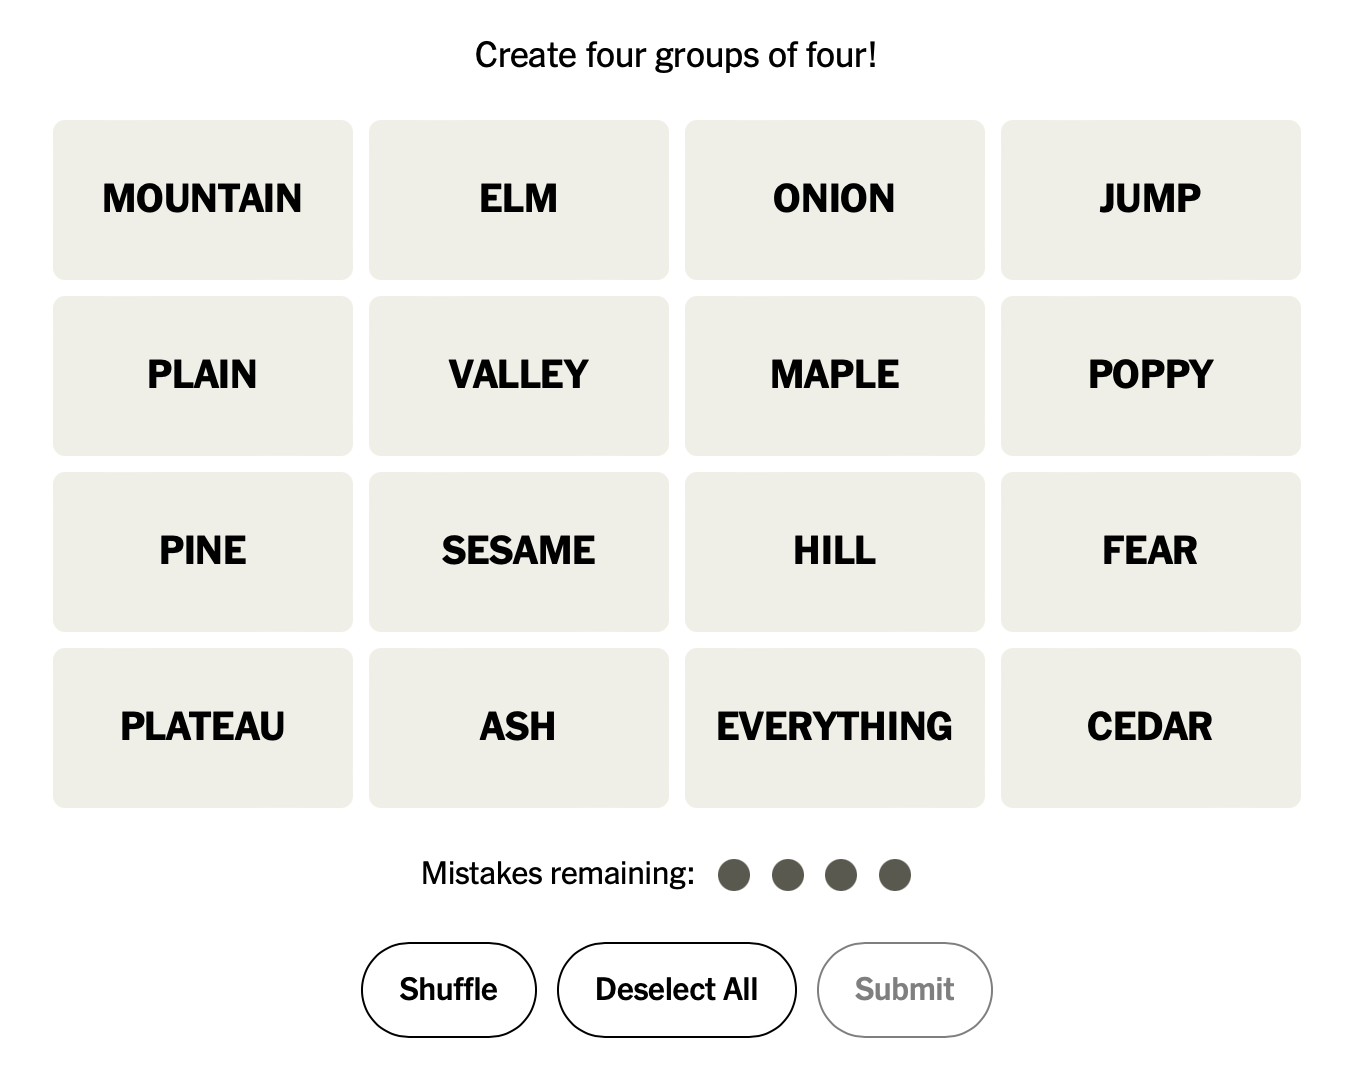 Create four groups of four!
MOUNTAIN ELM ONION JUMP
PLAIN VALLEY MAPLE POPPY
PINE SESAME HILL FEAR
PLATEAU ASH EVERYTHING CEDAR
Mistakes remaining:
Shuffle Deselect All Submit